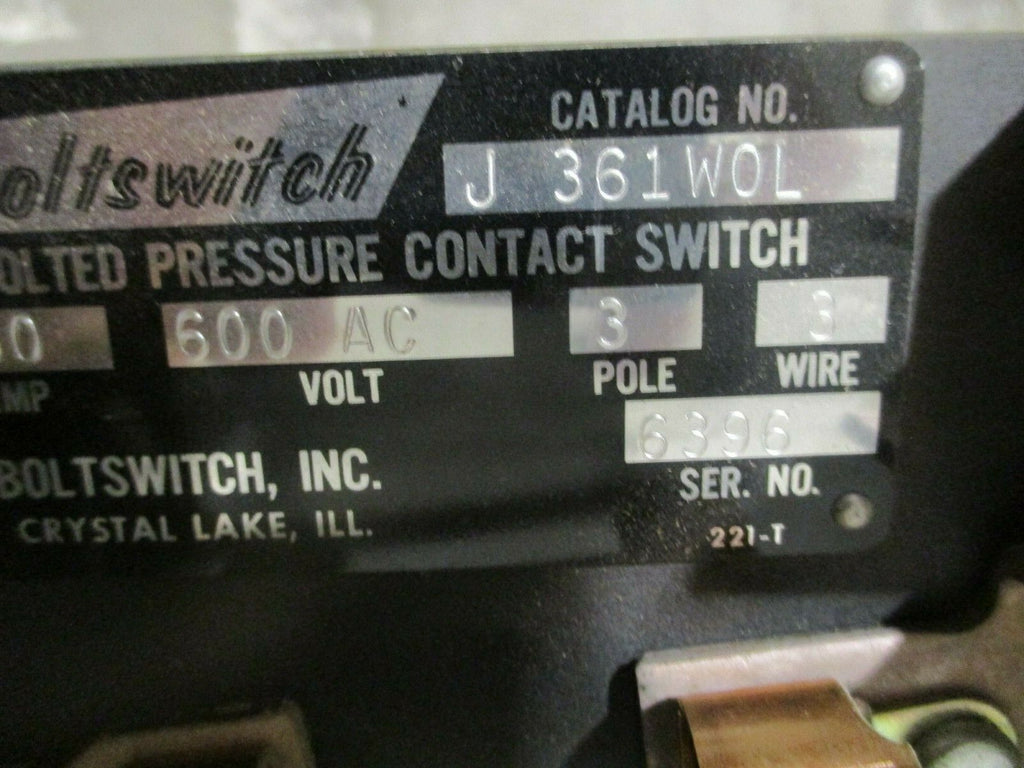 oltswitch
CATALOG NO.
J 361WOL
OLTED PRESSURE CONTACT SWITCH
0 600 AC 3 3
MP VOLT POLE WIRE
6396
BOLTSWITCH, INC. SER. NO.
CRYSTAL LAKE, ILL. 221-T